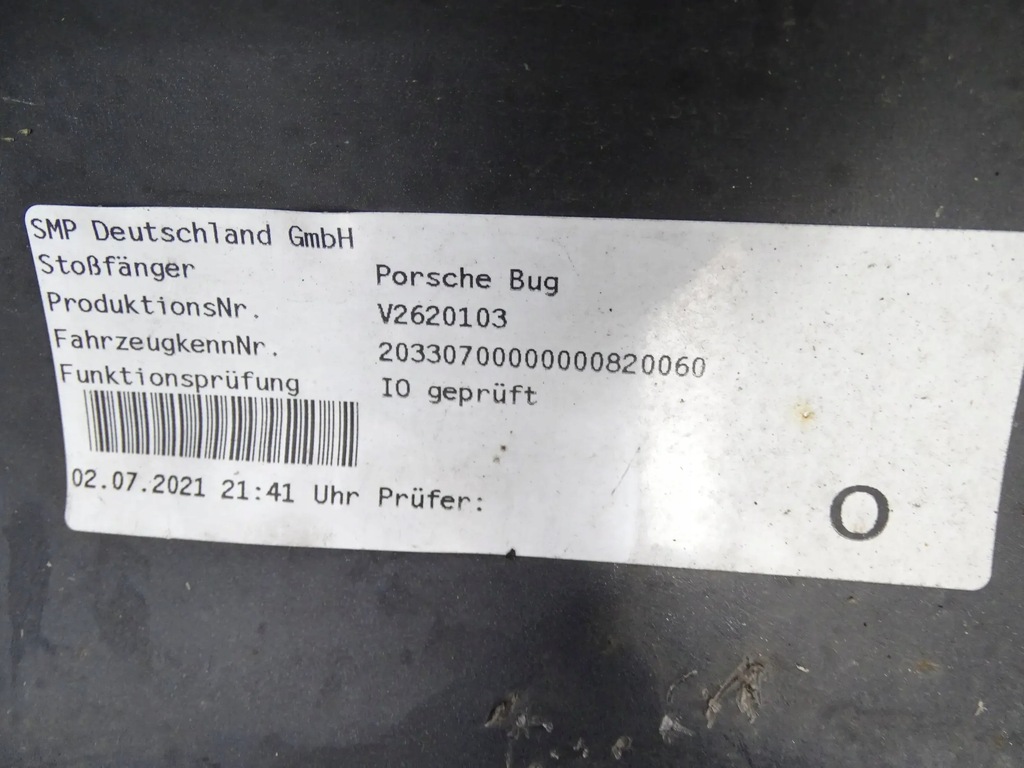 SMP Deutschland GmbH
Stoßfänger Porsche Bug
ProduktionsNr. V2620103
FahrzeugkennNr. 20330700000000820060
Funktionsprüfung IO geprüft
02.07.2021 21:41 Uhr Prüfer:
O